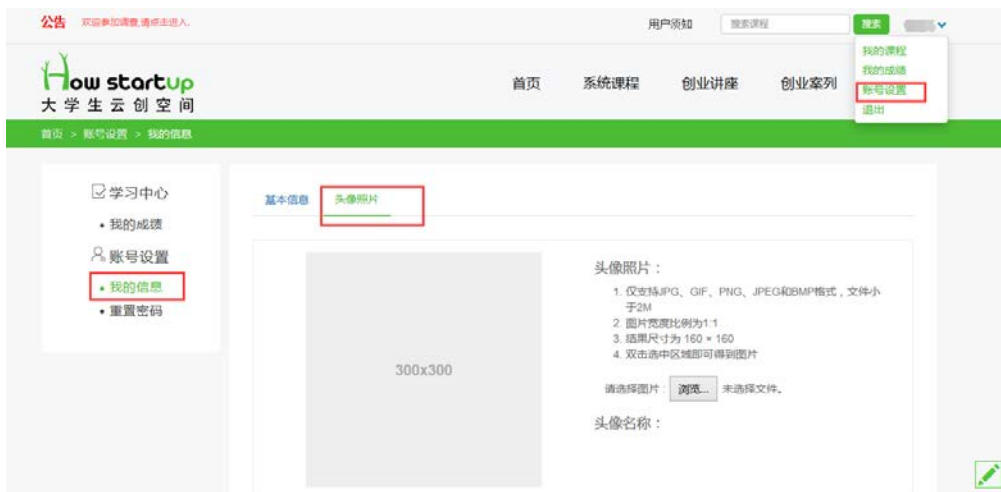 公告 欢迎参加调查,请点击进入.
用户须知 搜索课程 搜索
我的课程
我的成绩
账号设置
退出
How startup
大学生云创空间
首页 系统课程 创业讲座 创业案列
首页 > 账号设置 > 我的信息
学习中心
• 我的成绩
账号设置
• 我的信息
• 重置密码
基本信息 头像照片
300x300
头像照片：
1. 仅支持JPG、GIF、PNG、JPEG和BMP格式，文件小
于2M
2. 图片宽度比例为1:1
3. 结果尺寸为 160 * 160
4. 双击选中区域即可得到图片
请选择图片： 浏览... 未选择文件。
头像名称：